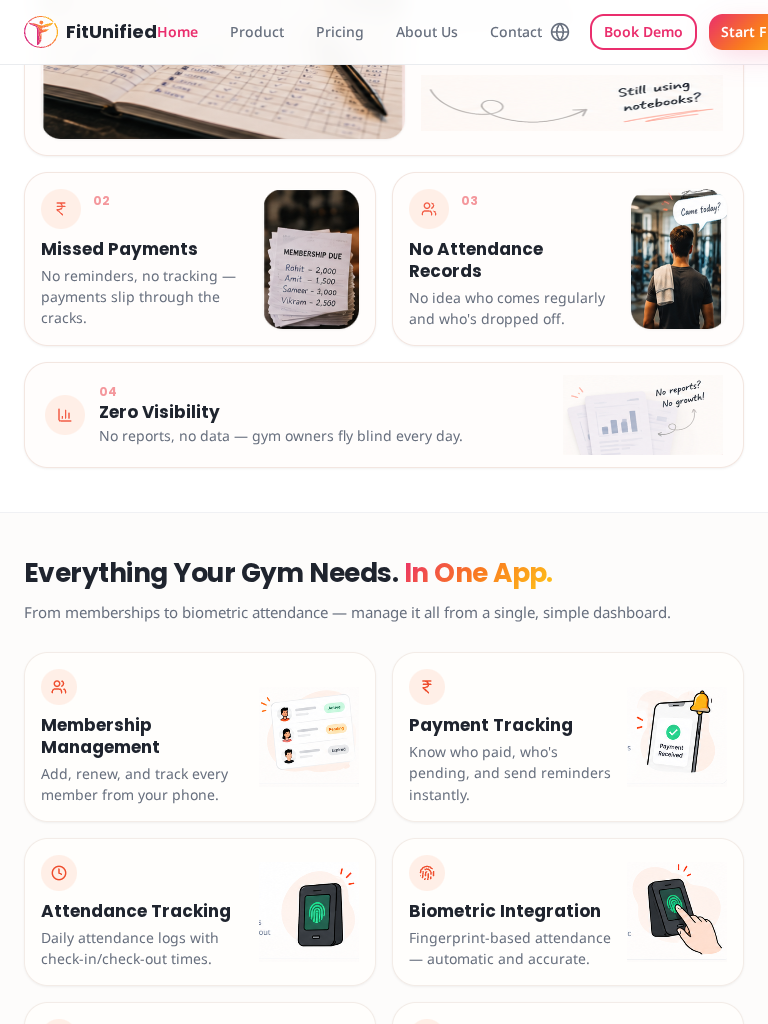 FitUnified
Home
Product
Pricing
About Us
Contact
Book Demo
Start F
Still using
notebooks?
02
Missed Payments
No reminders, no tracking —
payments slip through the
cracks.
MEMBERSHIP DUE
Rohit - 2,000
Amit - 1,500
Sameer - 3,000
Vikram - 2,500
03
No Attendance
Records
No idea who comes regularly
and who's dropped off.
Came today?
04
Zero Visibility
No reports, no data — gym owners fly blind every day.
No reports?
No growth!
Everything Your Gym Needs. In One App.
From memberships to biometric attendance — manage it all from a single, simple dashboard.
Membership
Management
Add, renew, and track every
member from your phone.
Pending
Payment Tracking
Know who paid, who's
pending, and send reminders
instantly.
Payment
Received
Attendance Tracking
Daily attendance logs with
check-in/check-out times.
out
Biometric Integration
Fingerprint-based attendance
— automatic and accurate.